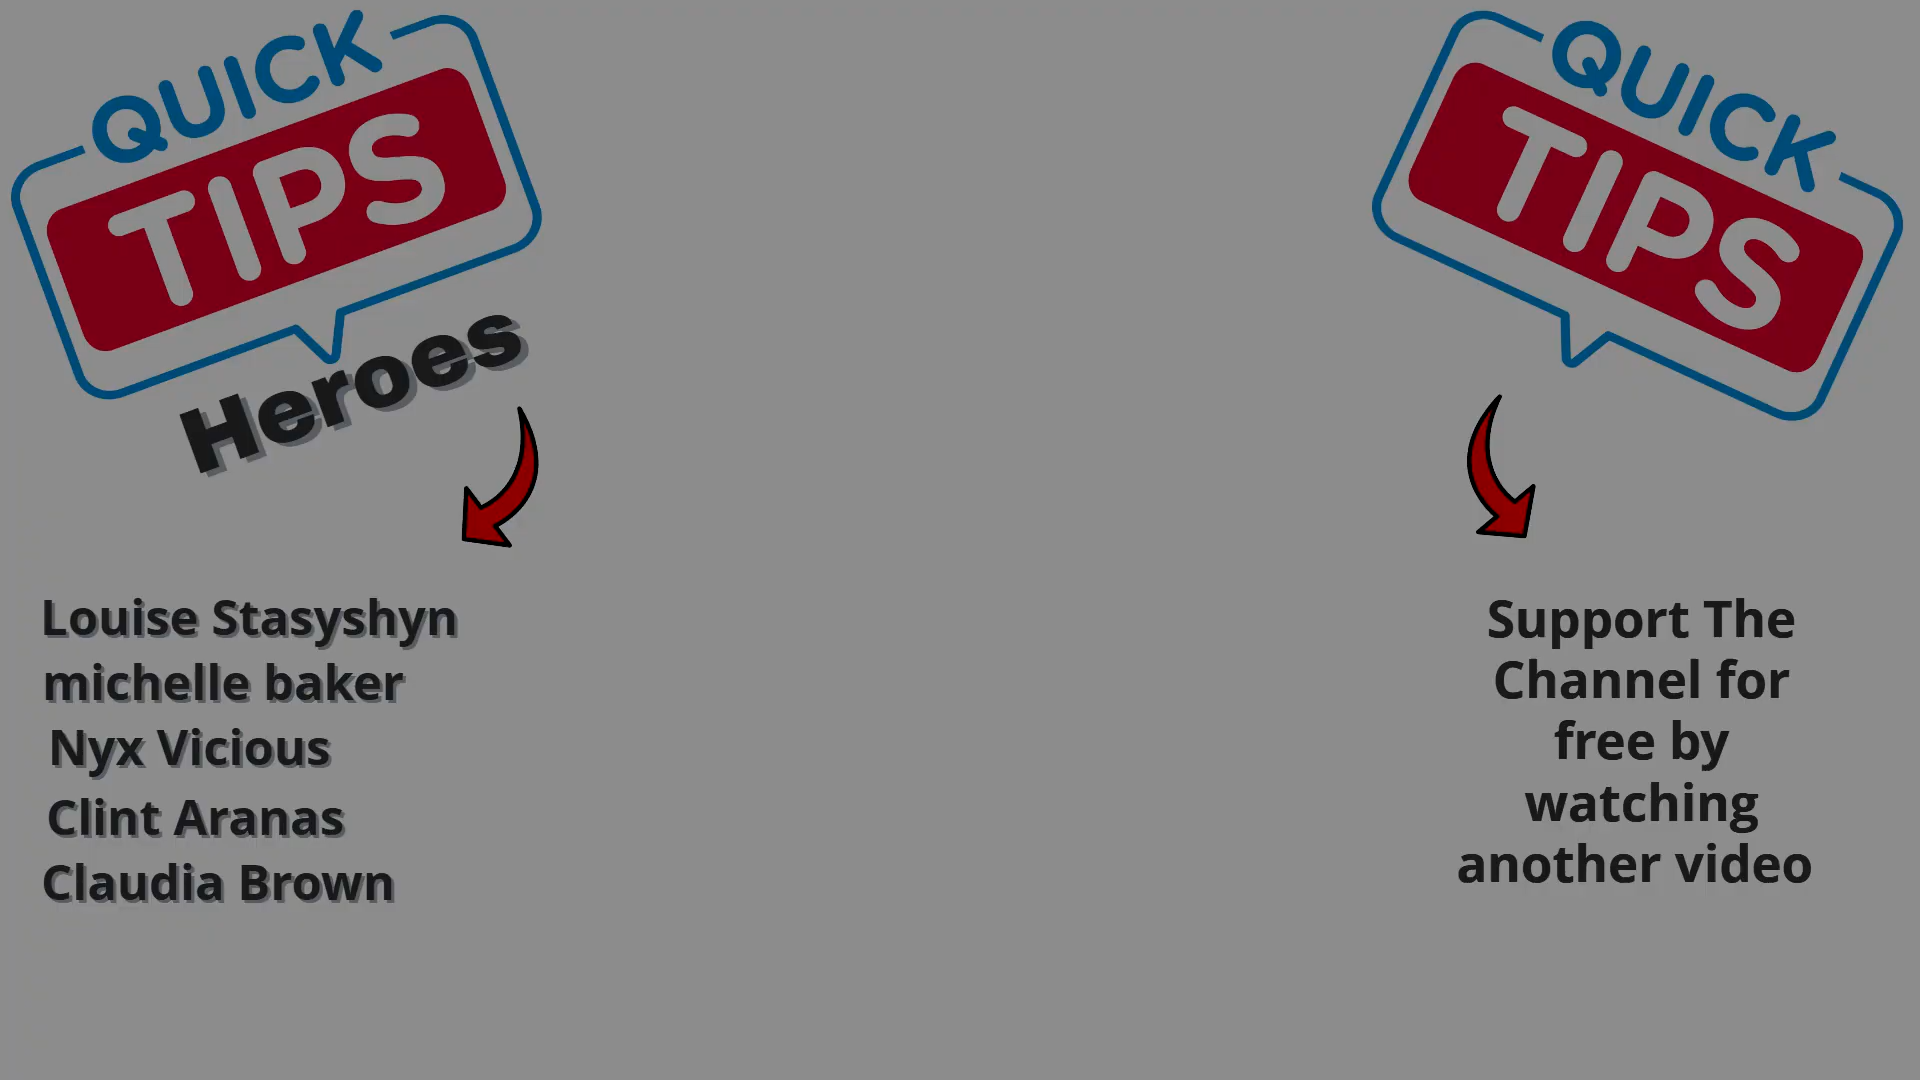 QUICK
TIPS
Heroes
Louise Stasyshyn
michelle baker
Nyx Vicious
Clint Aranas
Claudia Brown
QUICK
TIPS
Support The
Channel for
free by
watching
another video